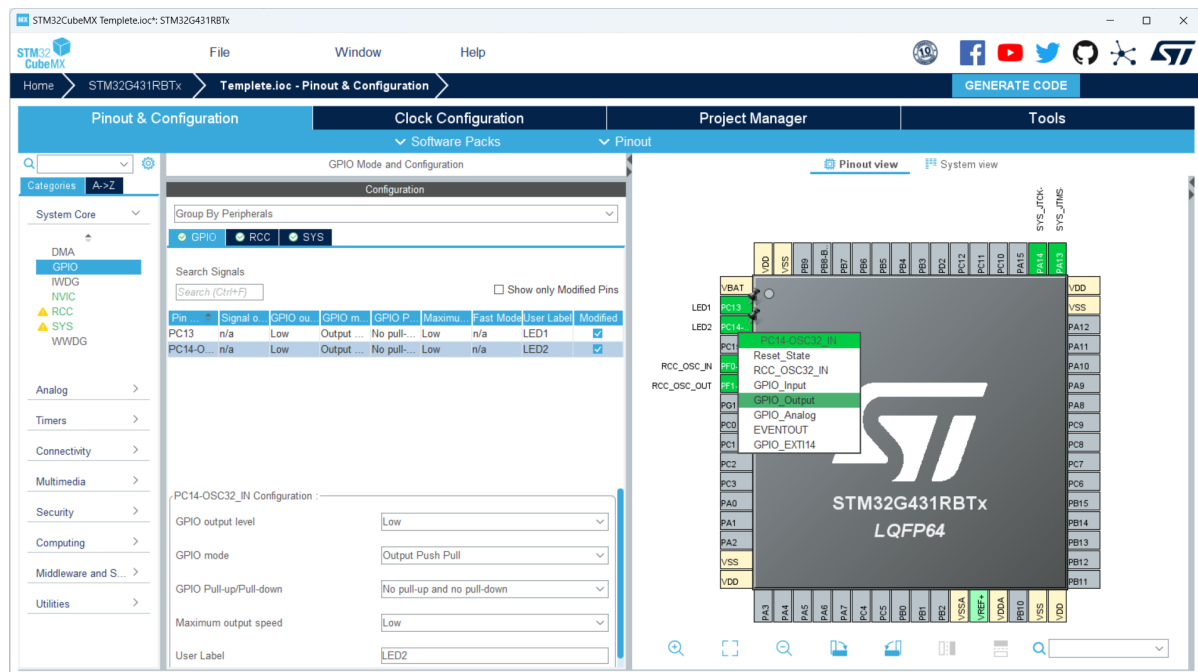 STM32CubeMX Templete.ioc*: STM32G431RBTx
STM32 CubeMX
File Window Help
10
Home STM32G431RBTx Templete.ioc - Pinout & Configuration GENERATE CODE
Pinout & Configuration Clock Configuration Project Manager Tools
Software Packs Pinout
GPIO Mode and Configuration
Pinout view System view
Categories A->Z
Configuration
System Core
DMA
GPIO
IWDG
NVIC
RCC
SYS
WWDG
Analog
Timers
Connectivity
Multimedia
Security
Computing
Middleware and S...
Utilities
Group By Peripherals
GPIO RCC SYS
Search Signals
Search (Ctrl+F)
Show only Modified Pins
Pin ... Signal o... GPIO ou... GPIO m... GPIO P... Maximu... Fast Mode User Label Modified
PC13 n/a Low Output ... No pull-... Low n/a LED1
PC14-O... n/a Low Output ... No pull-... Low n/a LED2
PC14-OSC32_IN Configuration :
GPIO output level Low
GPIO mode Output Push Pull
GPIO Pull-up/Pull-down No pull-up and no pull-down
Maximum output speed Low
User Label LED2
SYS_JTCK-
SYS_JTMS-
VDD
VSS
PB9
PB8-B..
PB7
PB6
PB5
PB4
PB3
PD2
PC12
PC11
PC10
PA15
PA14
PA13
VBAT
LED1 PC13
LED2 PC14-..
PC1
RCC_OSC_IN PF0-
RCC_OSC_OUT PF1-
PG1
PC0
PC1
PC2
PC3
PA0
PA1
PA2
VSS
VDD
PC14-OSC32_IN
Reset_State
RCC_OSC32_IN
GPIO_Input
GPIO_Output
GPIO_Analog
EVENTOUT
GPIO_EXTI14
STM32G431RBTx
LQFP64
VDD
VSS
PA12
PA11
PA10
PA9
PA8
PC9
PC8
PC7
PC6
PB15
PB14
PB13
PB12
PB11
PA3
PA4
PA5
PA6
PA7
PC4
PC5
PB0
PB1
PB2
VSSA
VREF+
VDDA
PB10
VSS
VDD